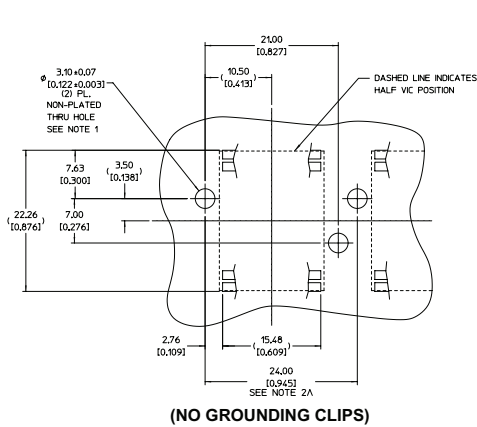 21.00
[0.827]
10.50
[0.413]
Ø 3.10±0.07
[0.122±0.003]
(2) PL.
NON-PLATED
THRU HOLE
SEE NOTE 1
DASHED LINE INDICATES
HALF VIC POSITION
7.63
[0.300]
3.50
[0.138]
22.26
[0.876]
7.00
[0.276]
2.76
[0.109]
15.48
[0.609]
24.00
[0.945]
SEE NOTE 2A
(NO GROUNDING CLIPS)